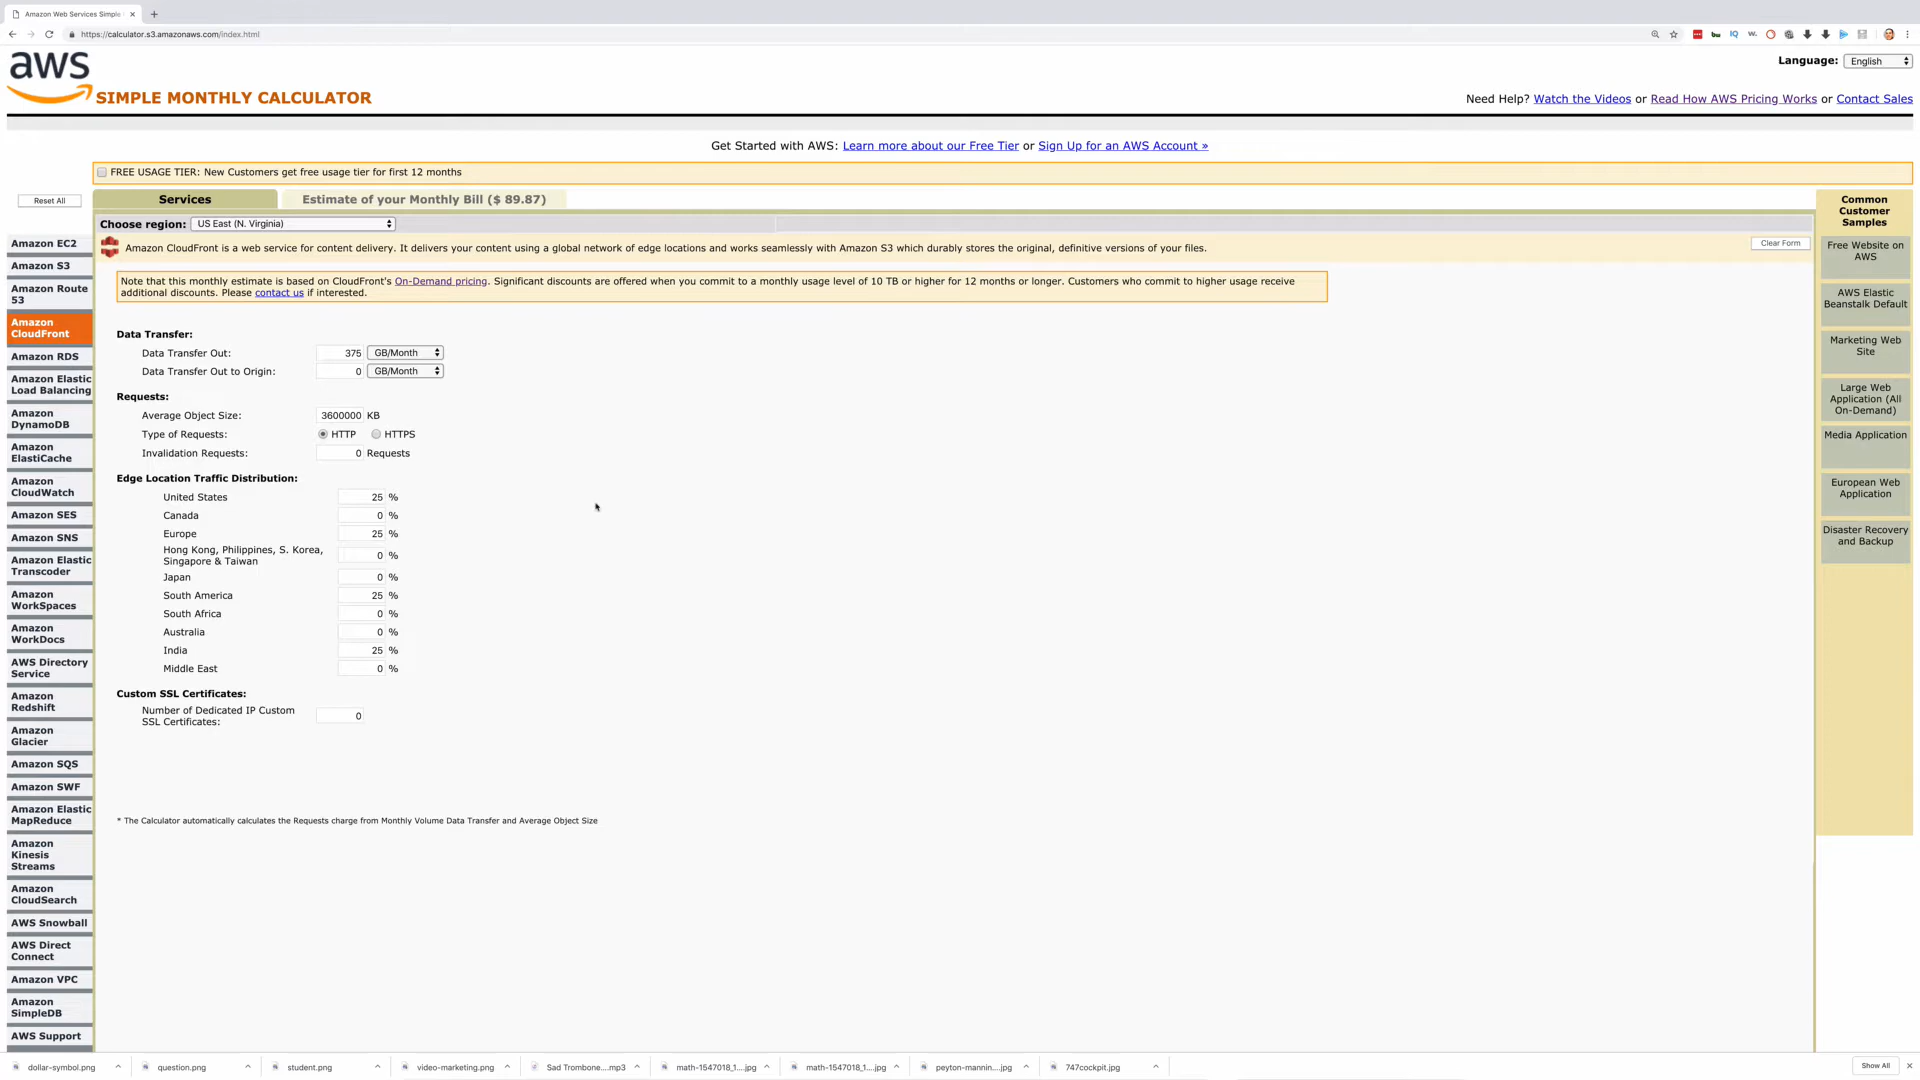 Amazon Web Services Simple
https://calculator.s3.amazonaws.com/index.html
aws
SIMPLE MONTHLY CALCULATOR
Language: English
Need Help? Watch the Videos or Read How AWS Pricing Works or Contact Sales
Get Started with AWS: Learn more about our Free Tier or Sign Up for an AWS Account »
FREE USAGE TIER: New Customers get free usage tier for first 12 months
Reset All
Services
Estimate of your Monthly Bill ($ 89.87)
Choose region: US East (N. Virginia)
Amazon CloudFront is a web service for content delivery. It delivers your content using a global network of edge locations and works seamlessly with Amazon S3 which durably stores the original, definitive versions of your files.
Clear Form
Note that this monthly estimate is based on CloudFront's On-Demand pricing. Significant discounts are offered when you commit to a monthly usage level of 10 TB or higher for 12 months or longer. Customers who commit to higher usage receive
additional discounts. Please contact us if interested.
Data Transfer:
Data Transfer Out: 375 GB/Month
Data Transfer Out to Origin: 0 GB/Month
Requests:
Average Object Size: 3600000 KB
Type of Requests: HTTP HTTPS
Invalidation Requests: 0 Requests
Edge Location Traffic Distribution:
United States 25 %
Canada 0 %
Europe 25 %
Hong Kong, Philippines, S. Korea,
Singapore & Taiwan 0 %
Japan 0 %
South America 25 %
South Africa 0 %
Australia 0 %
India 25 %
Middle East 0 %
Custom SSL Certificates:
Number of Dedicated IP Custom
SSL Certificates: 0
* The Calculator automatically calculates the Requests charge from Monthly Volume Data Transfer and Average Object Size
Amazon EC2
Amazon S3
Amazon Route
53
Amazon
CloudFront
Amazon RDS
Amazon Elastic
Load Balancing
Amazon
DynamoDB
Amazon
ElastiCache
Amazon
CloudWatch
Amazon SES
Amazon SNS
Amazon Elastic
Transcoder
Amazon
WorkSpaces
Amazon
WorkDocs
AWS Directory
Service
Amazon
Redshift
Amazon
Glacier
Amazon SQS
Amazon SWF
Amazon Elastic
MapReduce
Amazon
Kinesis
Streams
Amazon
CloudSearch
AWS Snowball
AWS Direct
Connect
Amazon VPC
Amazon
SimpleDB
AWS Support
Common
Customer
Samples
Free Website on
AWS
AWS Elastic
Beanstalk Default
Marketing Web
Site
Large Web
Application (All
On-Demand)
Media Application
European Web
Application
Disaster Recovery
and Backup
dollar-symbol.png
question.png
student.png
video-marketing.png
Sad Trombone....mp3
math-1547018_1....jpg
math-1547018_1....jpg
peyton-mannin....jpg
747cockpit.jpg
Show All